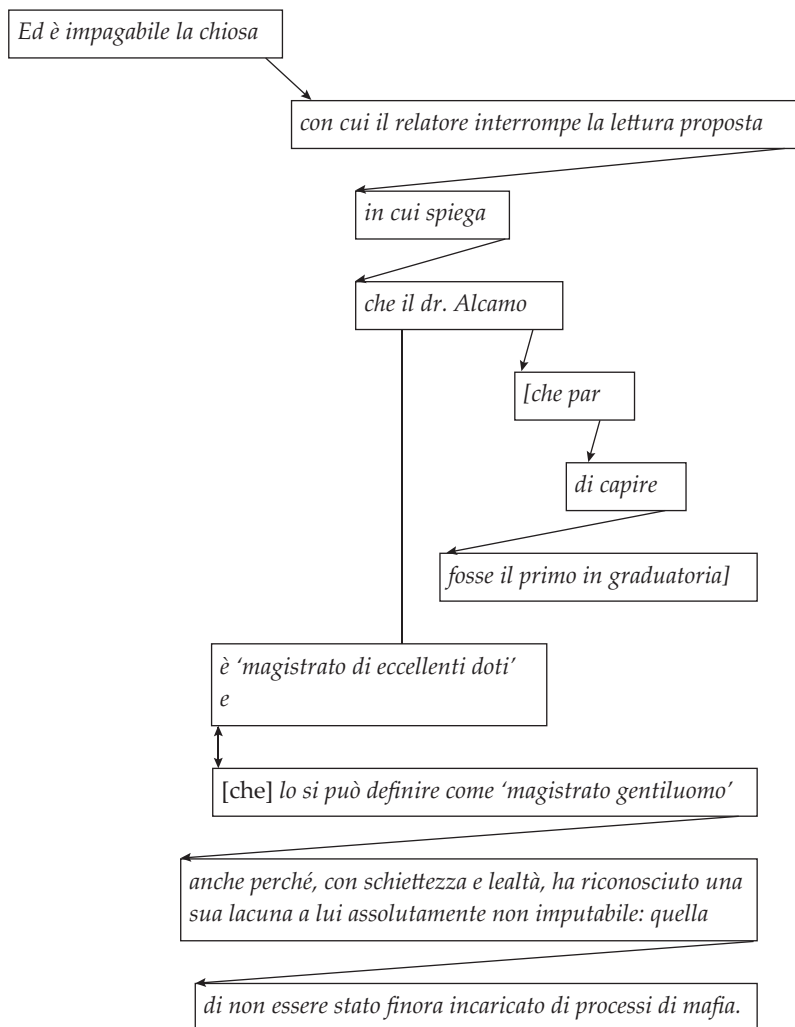 Ed è impagabile la chiosa
con cui il relatore interrompe la lettura proposta
in cui spiega
che il dr. Alcamo
[che par
di capire
fosse il primo in graduatoria]
è ‘magistrato di eccellenti doti’
e
[che] lo si può definire come ‘magistrato gentiluomo’
anche perché, con schiettezza e lealtà, ha riconosciuto una
sua lacuna a lui assolutamente non imputabile: quella
di non essere stato finora incaricato di processi di mafia.